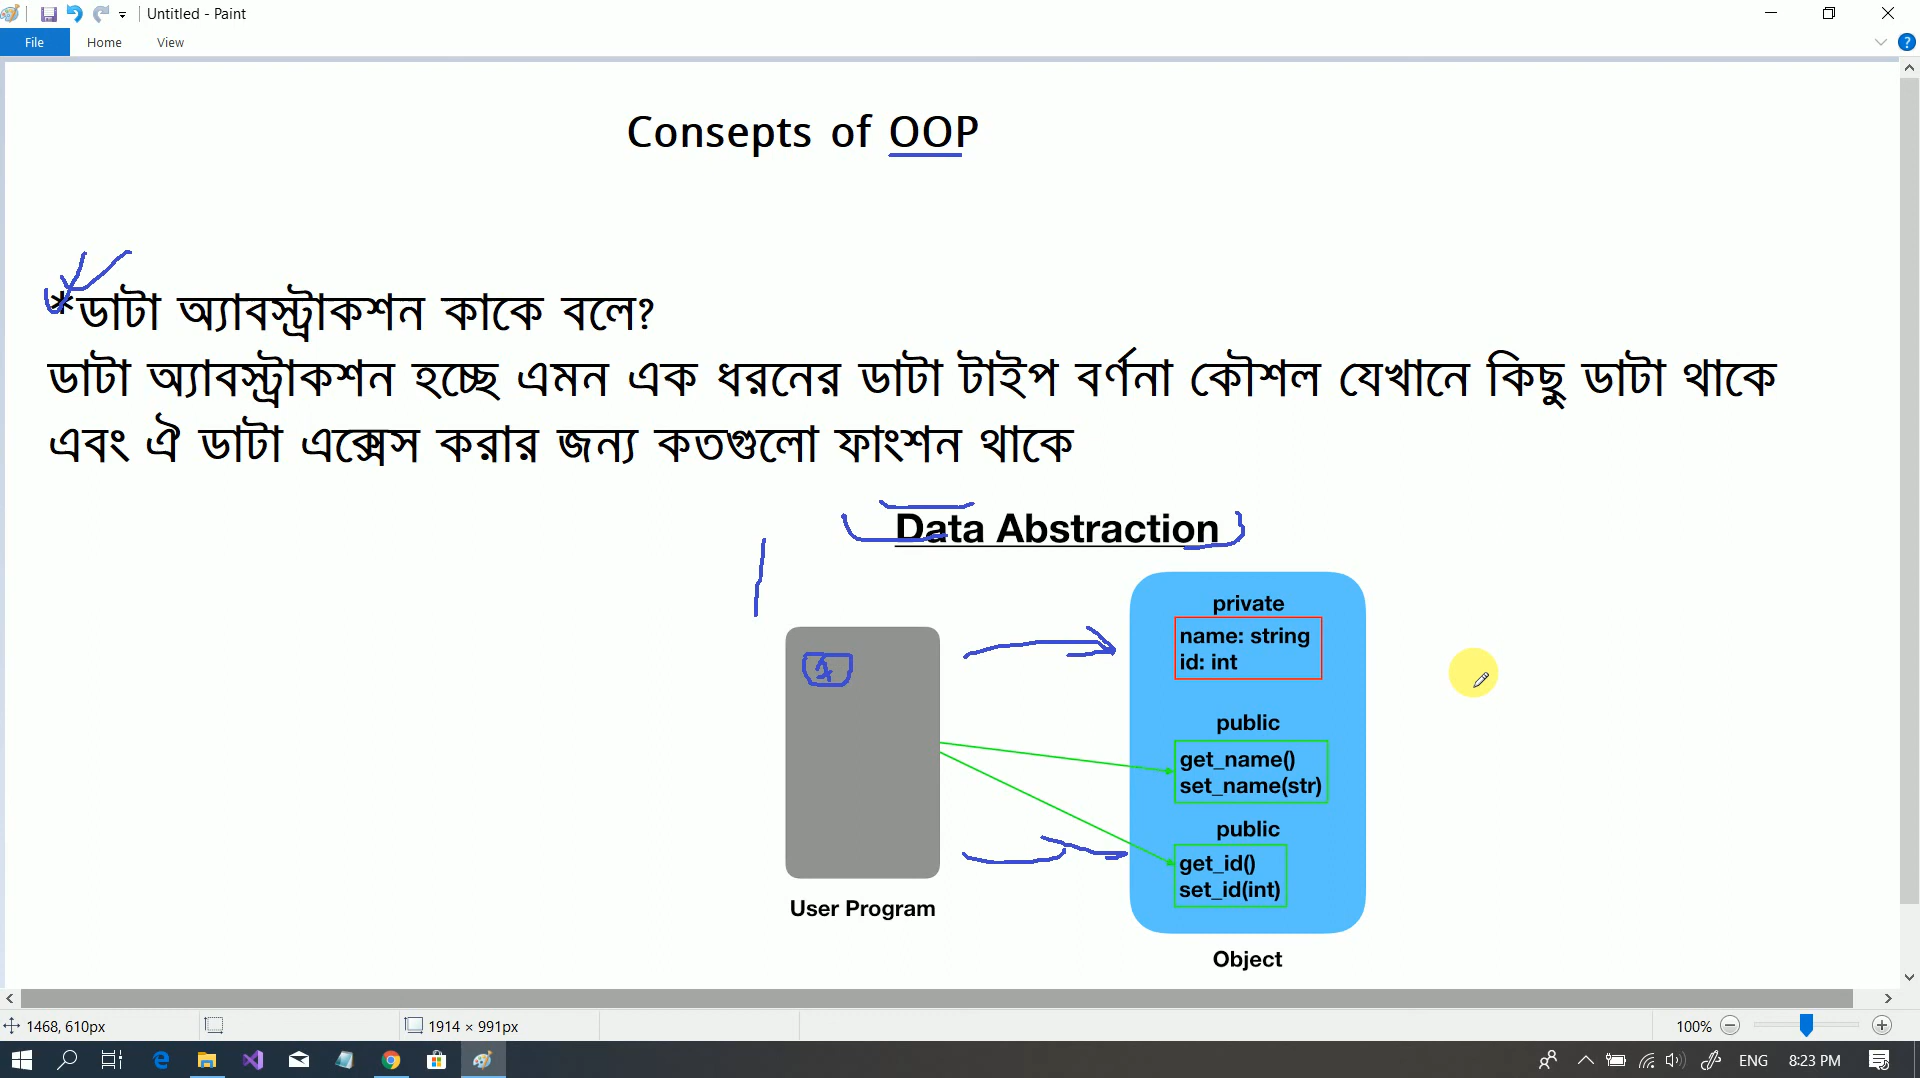 Untitled - Paint
File Home View
Consepts of OOP
*ডাটা অ্যাবস্ট্রাকশন কাকে বলে?
ডাটা অ্যাবস্ট্রাকশন হচ্ছে এমন এক ধরনের ডাটা টাইপ বর্ণনা কৌশল যেখানে কিছু ডাটা থাকে
এবং ঐ ডাটা এক্সেস করার জন্য কতগুলো ফাংশন থাকে
Data Abstraction
private
name: string
id: int
public
get_name()
set_name(str)
public
get_id()
set_id(int)
User Program
Object
1468, 610px
1914 × 991px
100%
ENG 8:23 PM